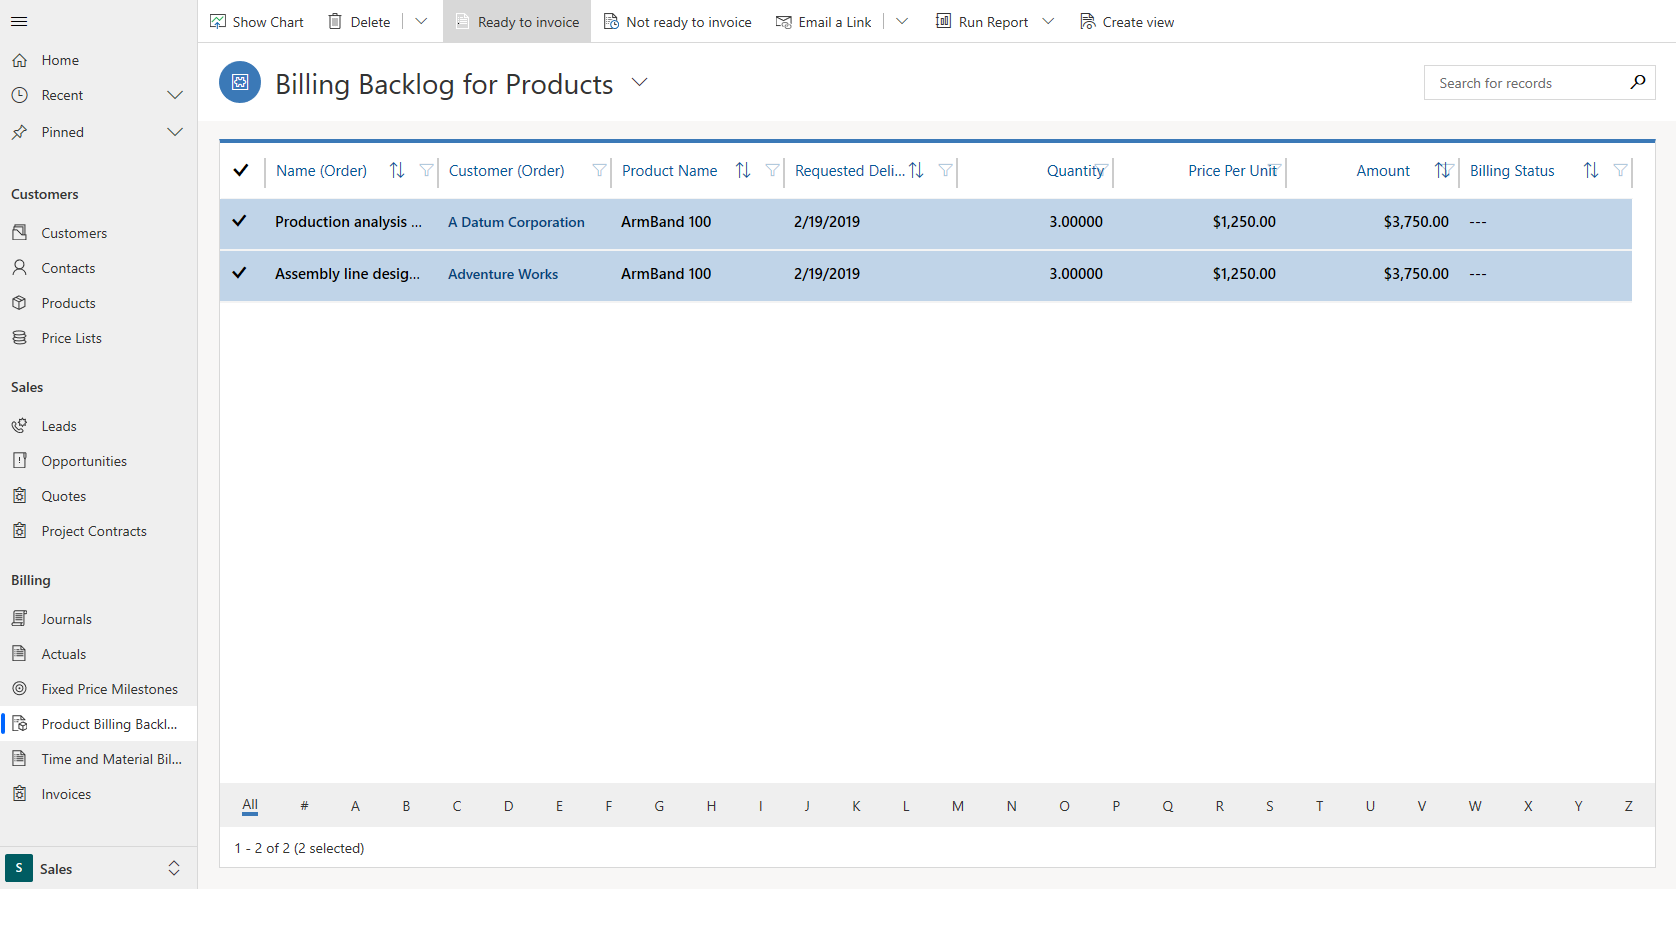 Show Chart Delete Ready to invoice Not ready to invoice Email a Link Run Report Create view
Home
Recent
Pinned
Customers
Customers
Contacts
Products
Price Lists
Sales
Leads
Opportunities
Quotes
Project Contracts
Billing
Journals
Actuals
Fixed Price Milestones
Product Billing Backl...
Time and Material Bil...
Invoices
S Sales
Billing Backlog for Products
Search for records
Name (Order) Customer (Order) Product Name Requested Deli... Quantity Price Per Unit Amount Billing Status
Production analysis ... A Datum Corporation ArmBand 100 2/19/2019 3.00000 $1,250.00 $3,750.00 ---
Assembly line desig... Adventure Works ArmBand 100 2/19/2019 3.00000 $1,250.00 $3,750.00 ---
All # A B C D E F G H I J K L M N O P Q R S T U V W X Y Z
1 - 2 of 2 (2 selected)